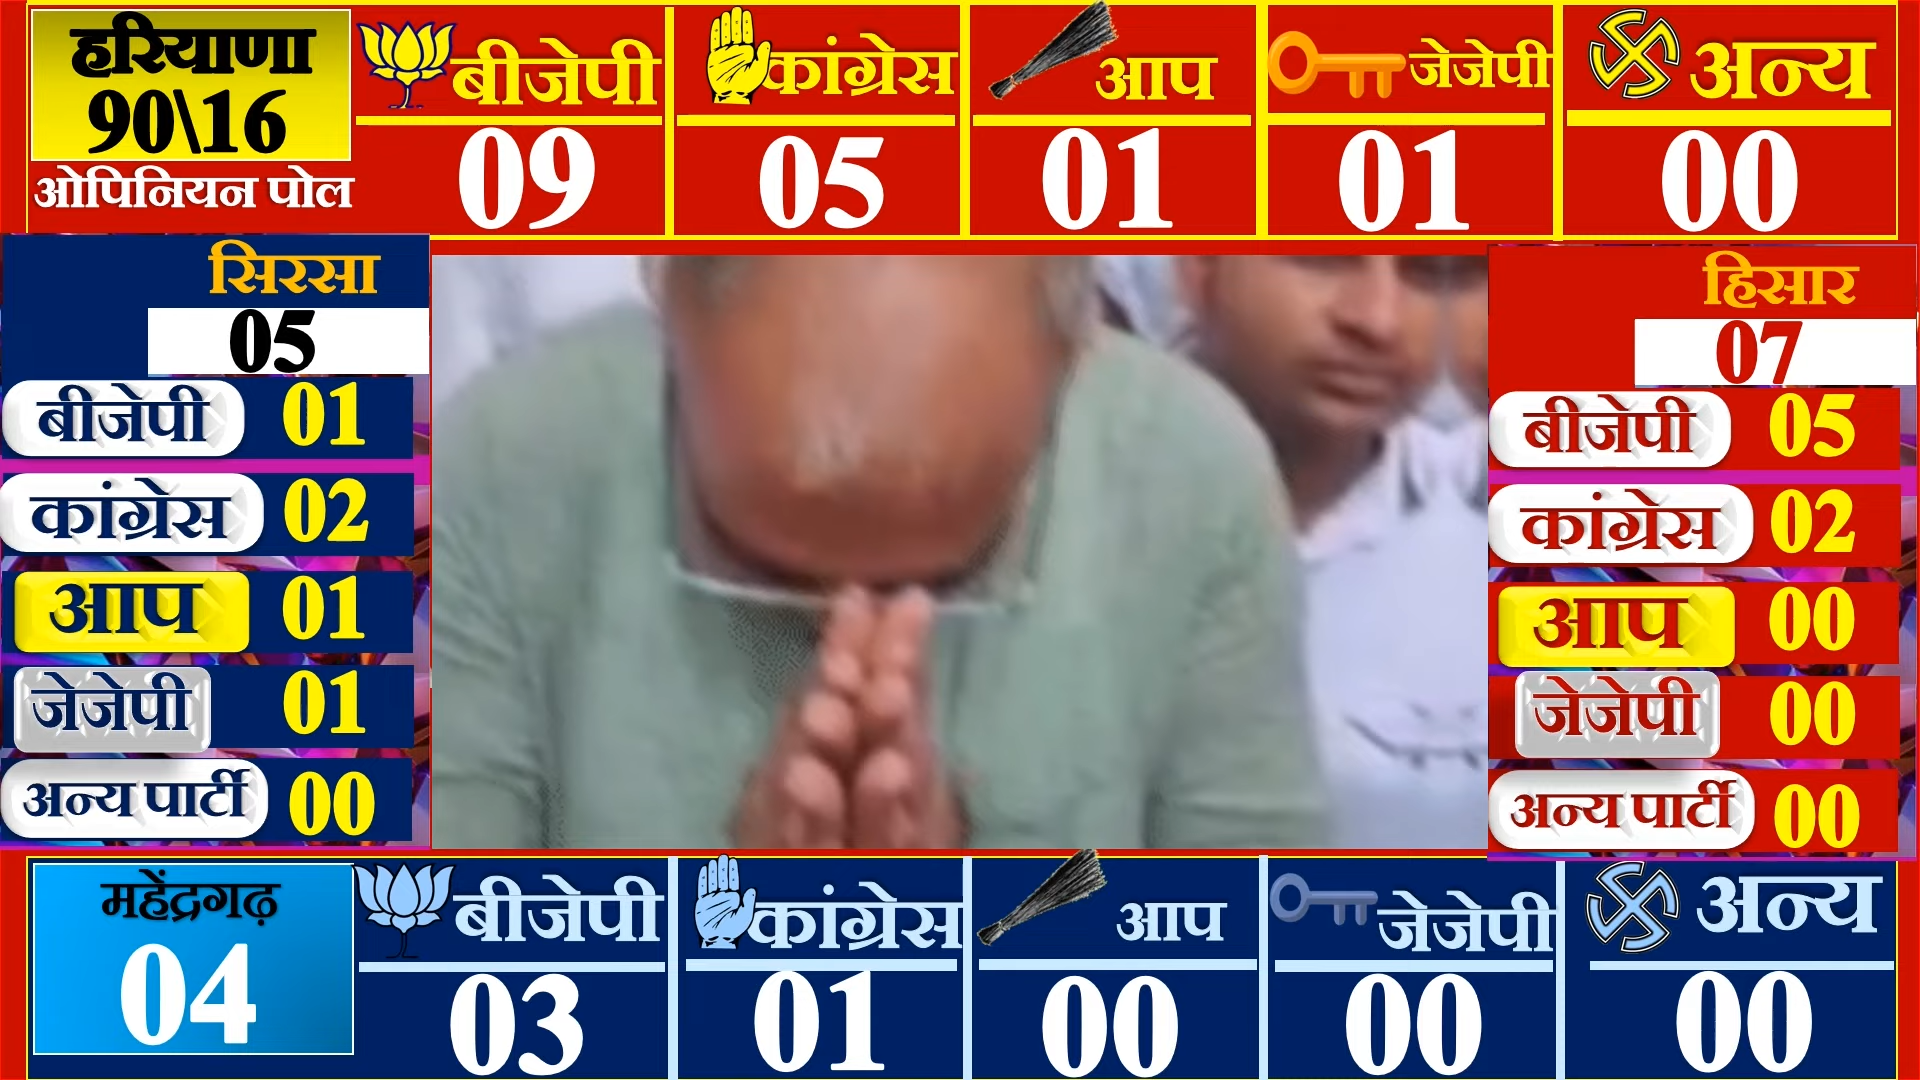 हरियाणा
90\16
ओपिनियन पोल
बीजेपी
09
कांग्रेस
05
आप
01
जेजेपी
01
अन्य
00
सिरसा
05
बीजेपी 01
कांग्रेस 02
आप 01
जेजेपी 01
अन्य पार्टी 00
हिसार
07
बीजेपी 05
कांग्रेस 02
आप 00
जेजेपी 00
अन्य पार्टी 00
महेंद्रगढ़
04
बीजेपी
03
कांग्रेस
01
आप
00
जेजेपी
00
अन्य
00